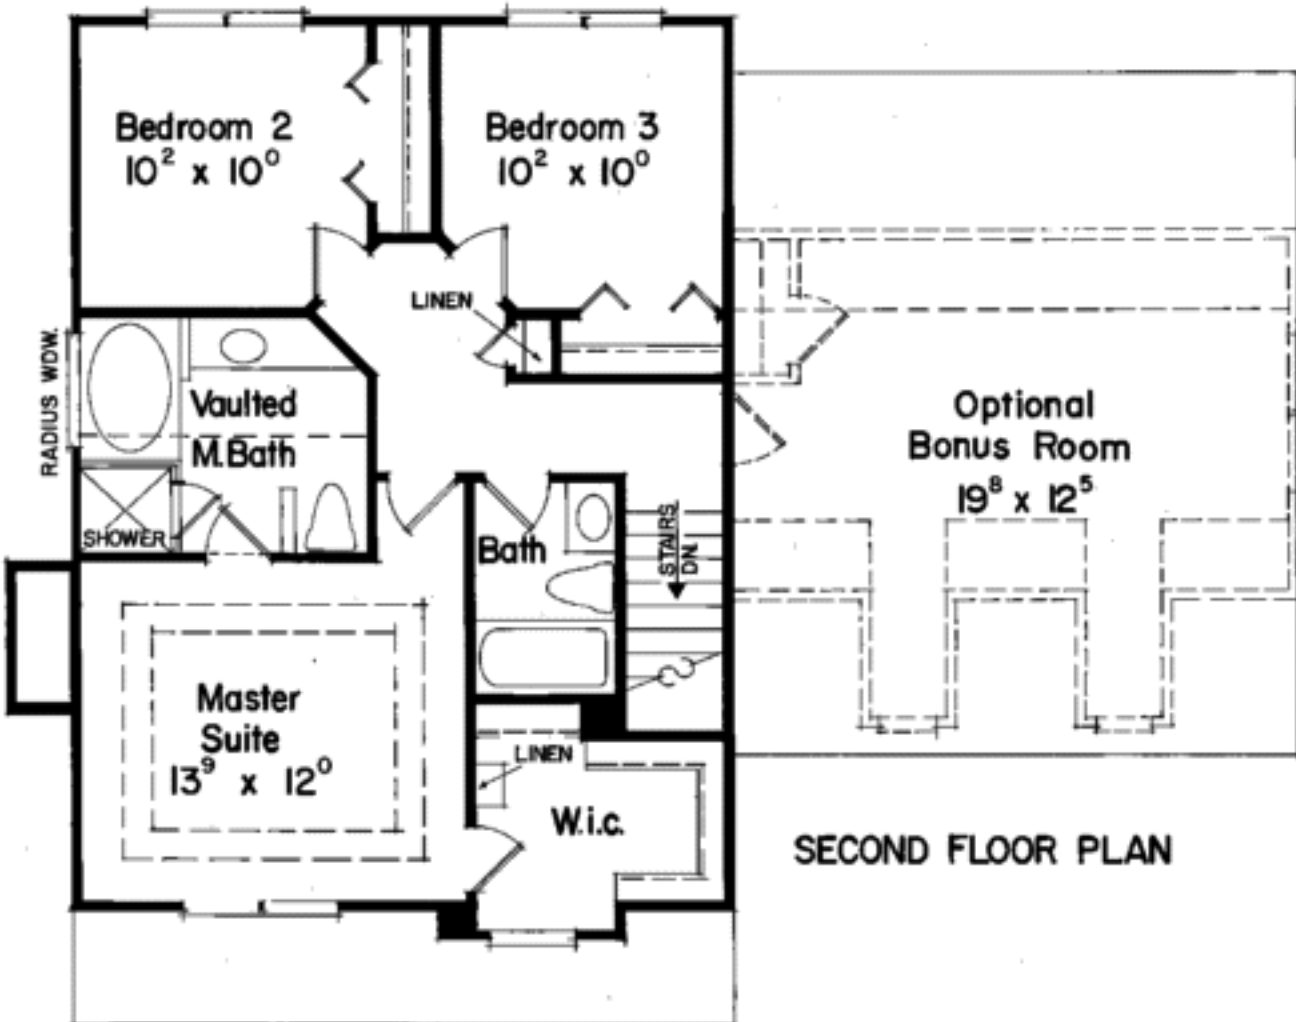 Bedroom 2
10² x 10⁰
Bedroom 3
10² x 10⁰
LINEN
RADIUS WDW.
Vaulted
M.Bath
SHOWER
Optional
Bonus Room
19⁸ x 12⁵
Bath
STAIRS
DN.
Master
Suite
13⁹ x 12⁰
LINEN
W.i.c.
SECOND FLOOR PLAN